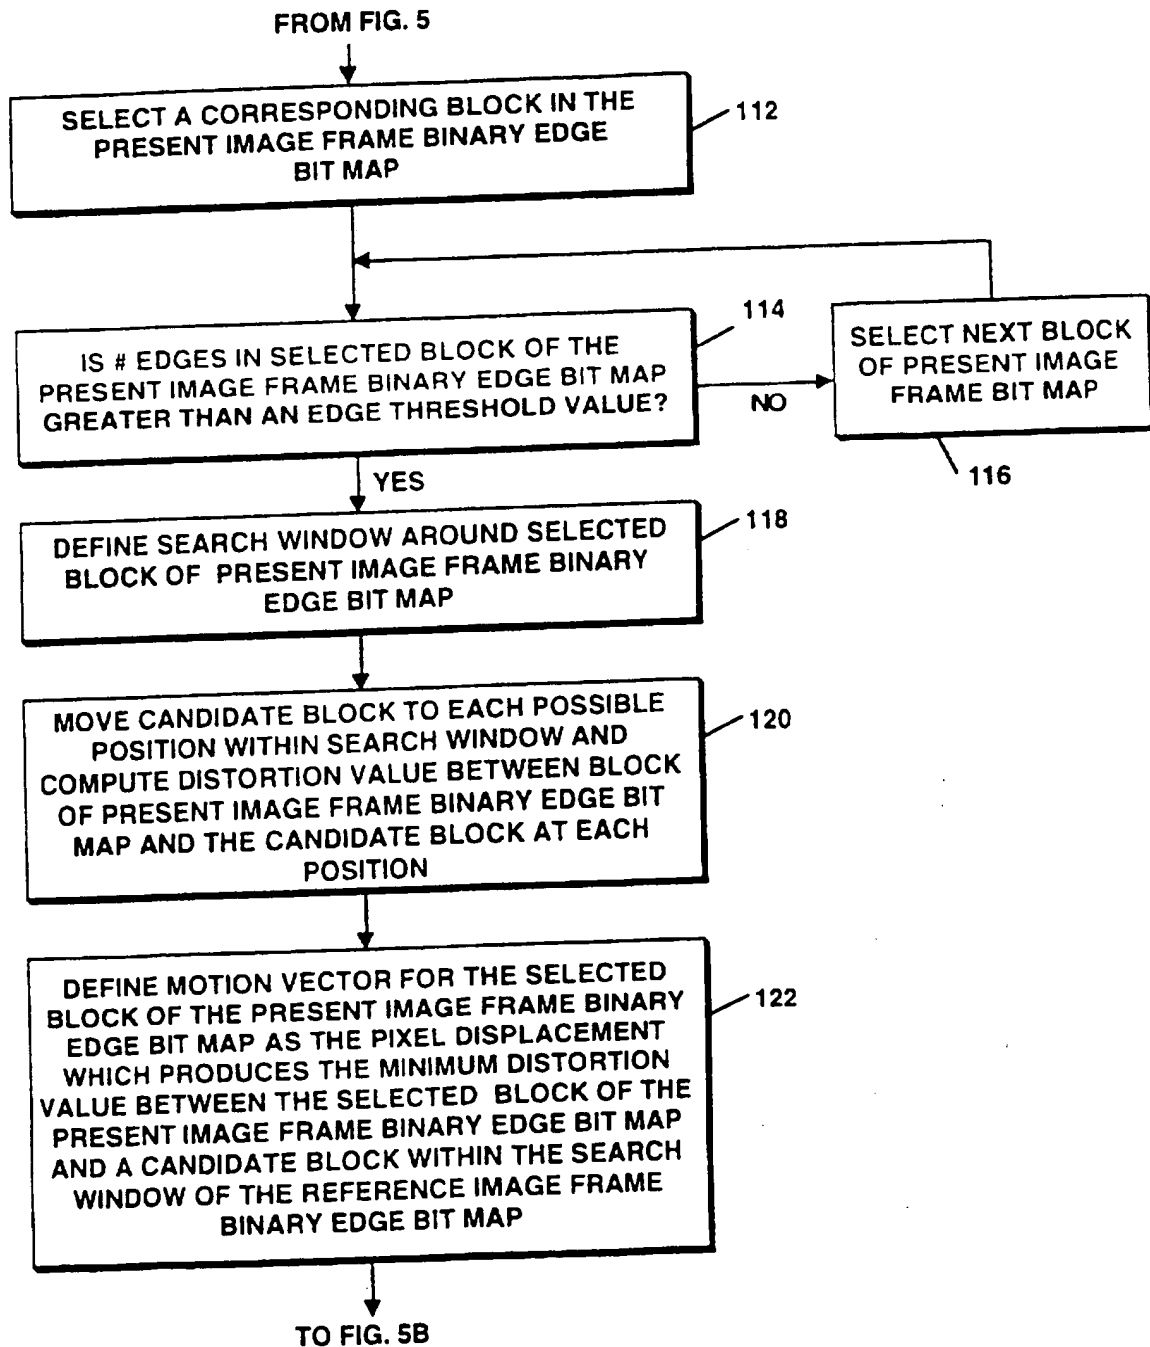 FROM FIG. 5
SELECT A CORRESPONDING BLOCK IN THE
PRESENT IMAGE FRAME BINARY EDGE
BIT MAP
112
IS # EDGES IN SELECTED BLOCK OF THE
PRESENT IMAGE FRAME BINARY EDGE BIT MAP
GREATER THAN AN EDGE THRESHOLD VALUE?
114
NO
SELECT NEXT BLOCK
OF PRESENT IMAGE
FRAME BIT MAP
116
YES
DEFINE SEARCH WINDOW AROUND SELECTED
BLOCK OF PRESENT IMAGE FRAME BINARY
EDGE BIT MAP
118
MOVE CANDIDATE BLOCK TO EACH POSSIBLE
POSITION WITHIN SEARCH WINDOW AND
COMPUTE DISTORTION VALUE BETWEEN BLOCK
OF PRESENT IMAGE FRAME BINARY EDGE BIT
MAP AND THE CANDIDATE BLOCK AT EACH
POSITION
120
DEFINE MOTION VECTOR FOR THE SELECTED
BLOCK OF THE PRESENT IMAGE FRAME BINARY
EDGE BIT MAP AS THE PIXEL DISPLACEMENT
WHICH PRODUCES THE MINIMUM DISTORTION
VALUE BETWEEN THE SELECTED BLOCK OF THE
PRESENT IMAGE FRAME BINARY EDGE BIT MAP
AND A CANDIDATE BLOCK WITHIN THE SEARCH
WINDOW OF THE REFERENCE IMAGE FRAME
BINARY EDGE BIT MAP
122
TO FIG. 5B